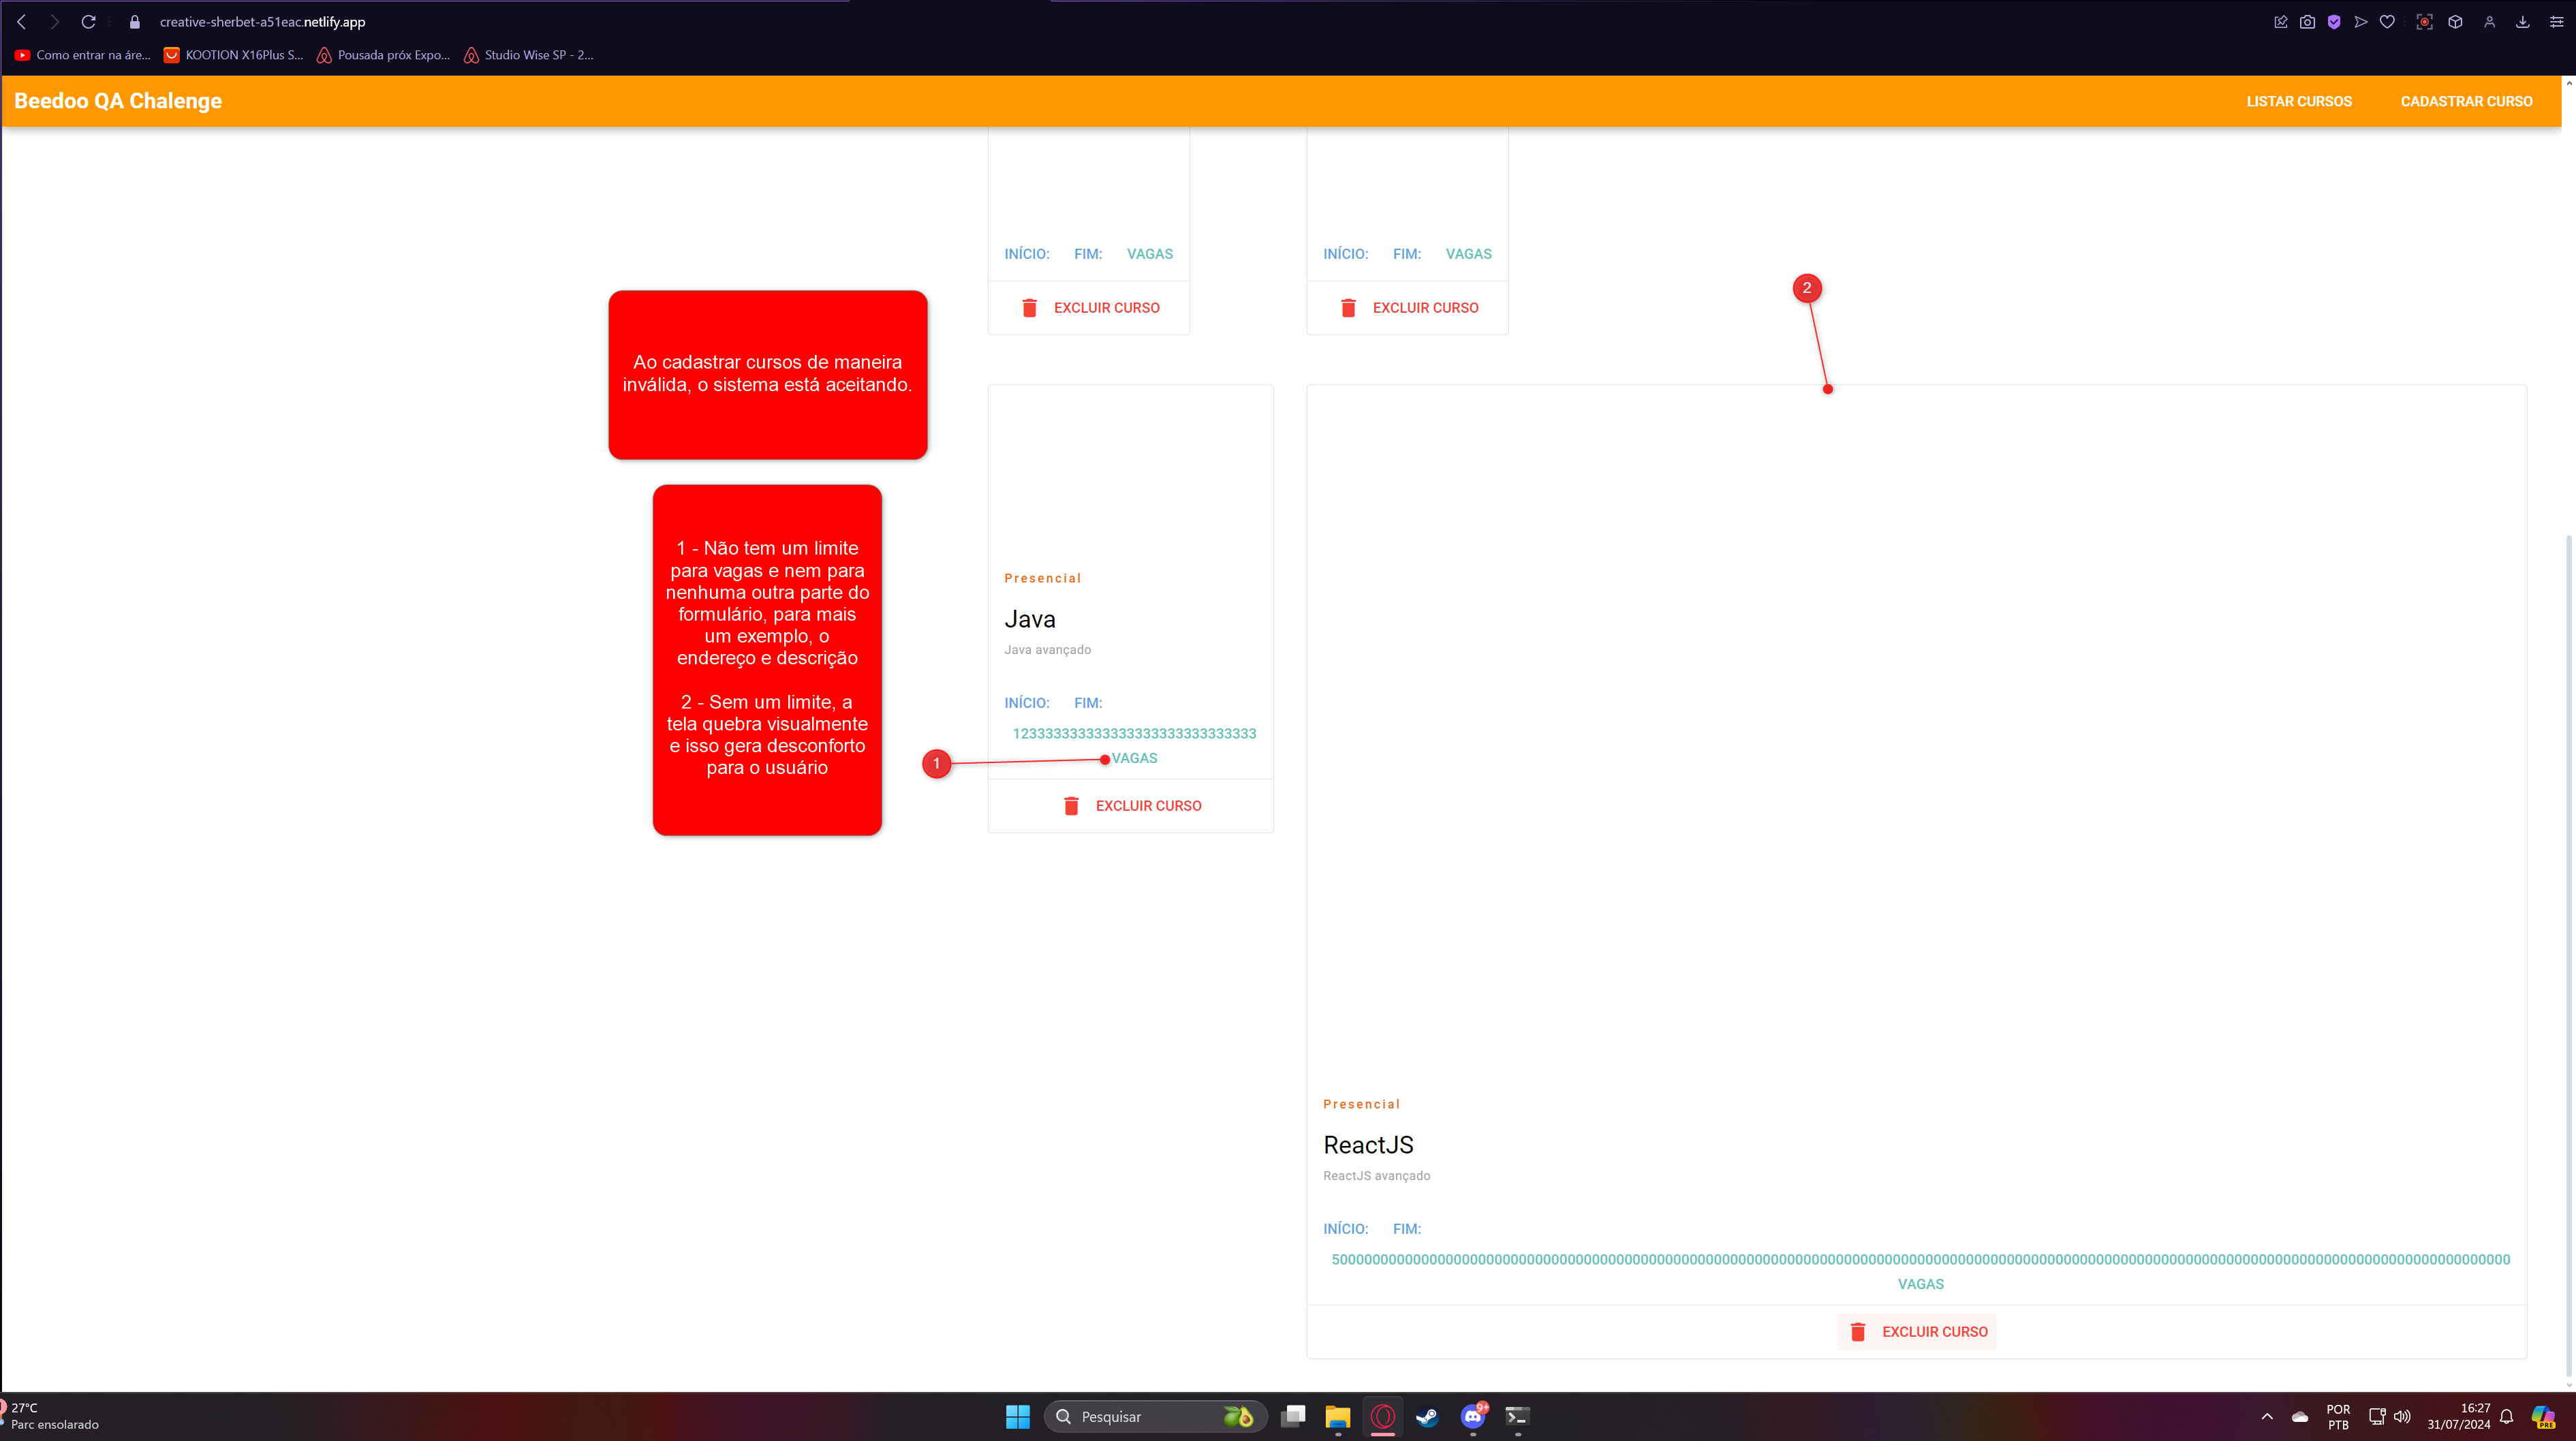 creative-sherbet-a51eac.netlify.app
Como entrar na áre...
KOOTION X16Plus S...
Pousada próx Expo...
Studio Wise SP - 2...
Beedoo QA Chalenge
LISTAR CURSOS
CADASTRAR CURSO
INÍCIO: FIM: VAGAS
EXCLUIR CURSO
INÍCIO: FIM: VAGAS
EXCLUIR CURSO
2
Ao cadastrar cursos de maneira
inválida, o sistema está aceitando.
1 - Não tem um limite
para vagas e nem para
nenhuma outra parte do
formulário, para mais
um exemplo, o
endereço e descrição
2 - Sem um limite, a
tela quebra visualmente
e isso gera desconforto
para o usuário
1
Presencial
Java
Java avançado
INÍCIO: FIM:
VAGAS
EXCLUIR CURSO
Presencial
ReactJS
ReactJS avançado
INÍCIO: FIM:
VAGAS
EXCLUIR CURSO
27°C
Parc ensolarado
Pesquisar
9+
POR
PTB
16:27
31/07/2024
PRE